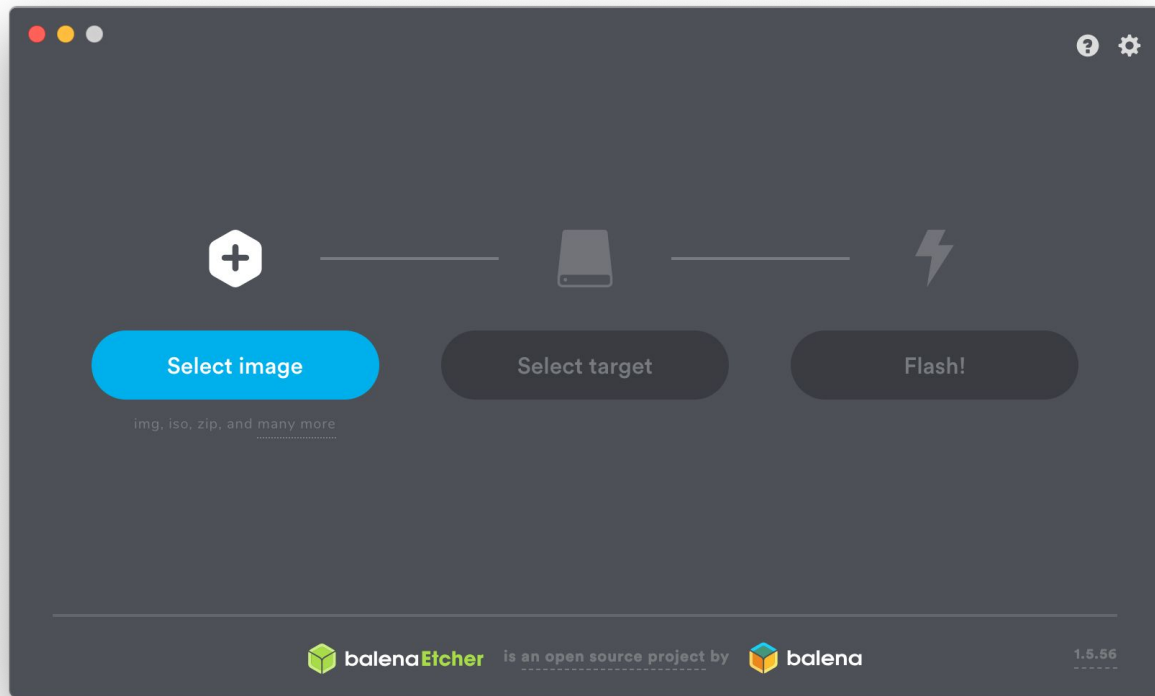 Select image
Select target
Flash!
img, iso, zip, and many more
balenaEtcher is an open source project by balena
1.5.56